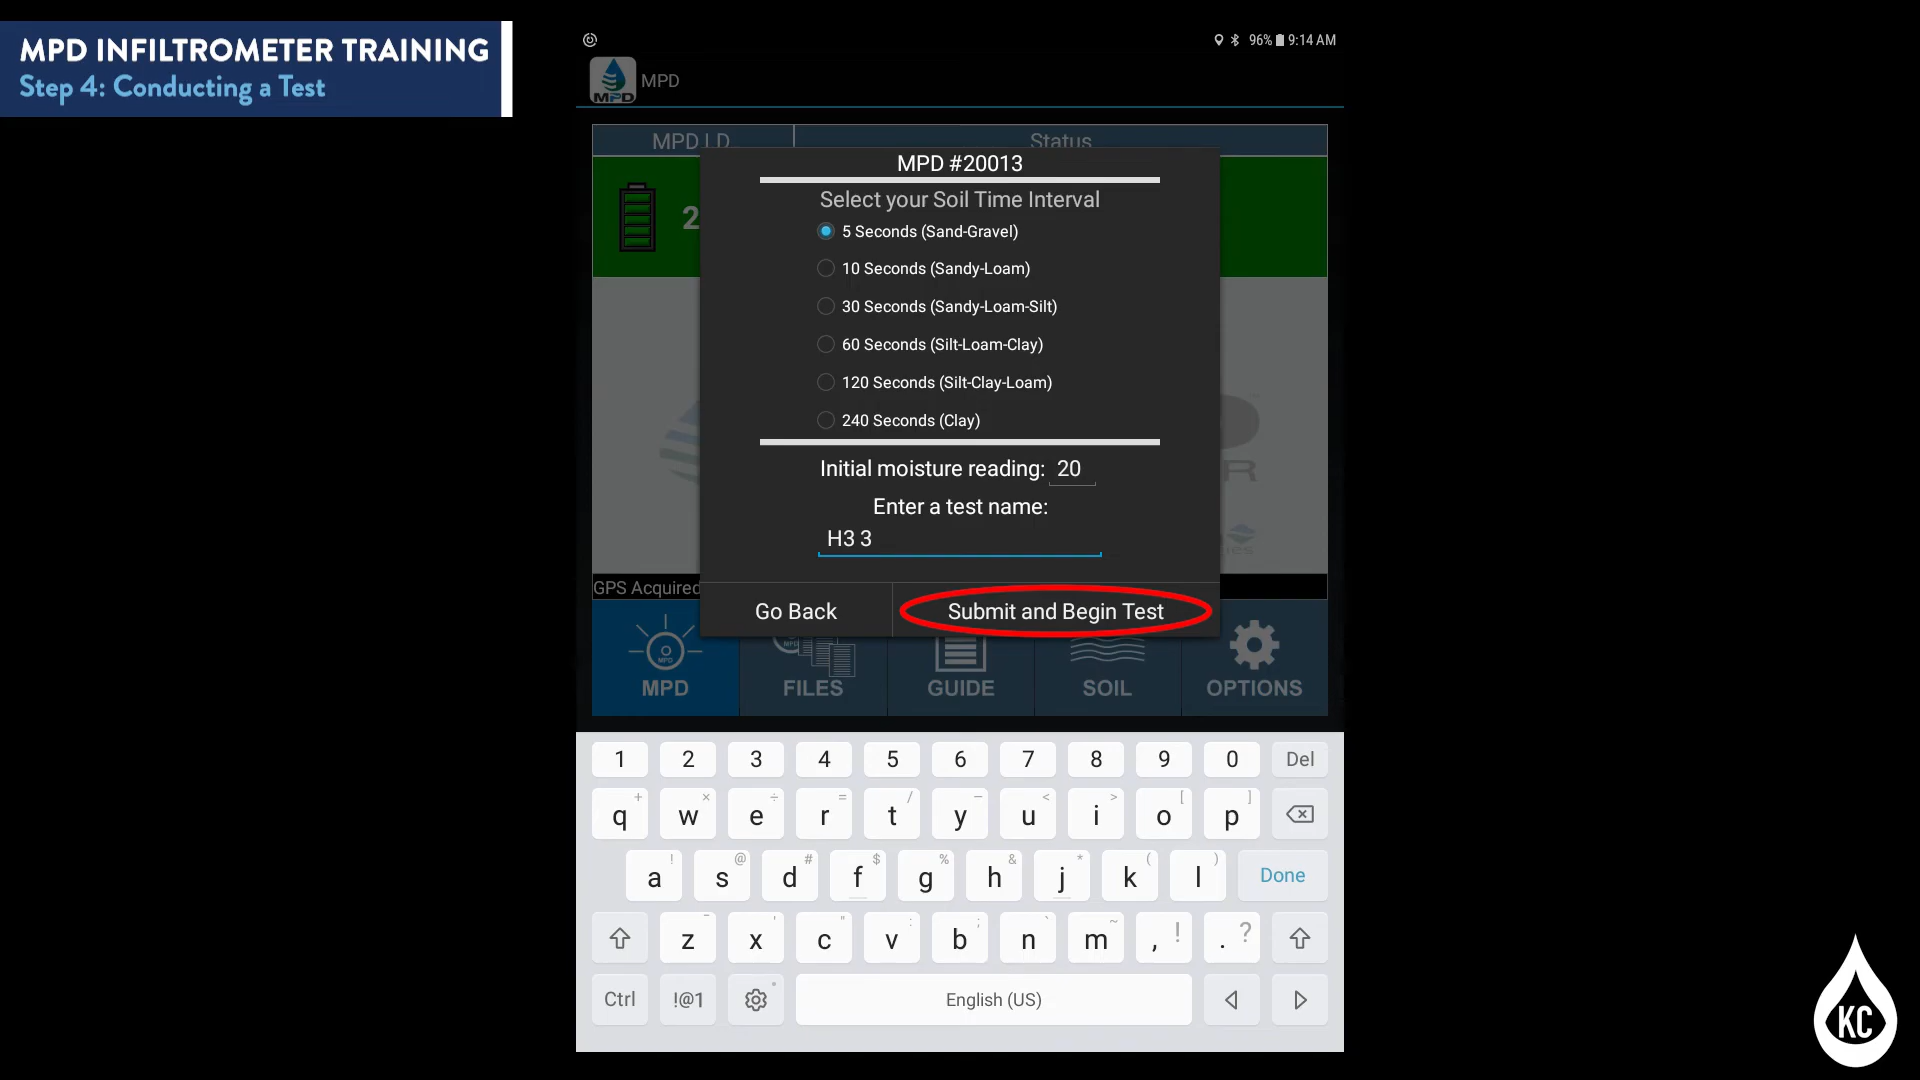 MPD INFILTROMETER TRAINING
Step 4: Conducting a Test
96% 9:14 AM
MPD
MPD
MPD I.D. Status
MPD #20013
2
Select your Soil Time Interval
5 Seconds (Sand-Gravel)
10 Seconds (Sandy-Loam)
30 Seconds (Sandy-Loam-Silt)
60 Seconds (Silt-Loam-Clay)
120 Seconds (Silt-Clay-Loam)
240 Seconds (Clay)
Initial moisture reading: 20
Enter a test name:
H3 3
GPS Acquired
Go Back Submit and Begin Test
MPD FILES GUIDE SOIL OPTIONS
1 2 3 4 5 6 7 8 9 0 Del
q + w × e ÷ r = t / y − u < i > o [ p ]
a ! s @ d # f $ g % h & j * k ( l ) Done
z x ' c " v : b ; n ` m ~ , ! . ?
Ctrl !@1 English (US)
KC